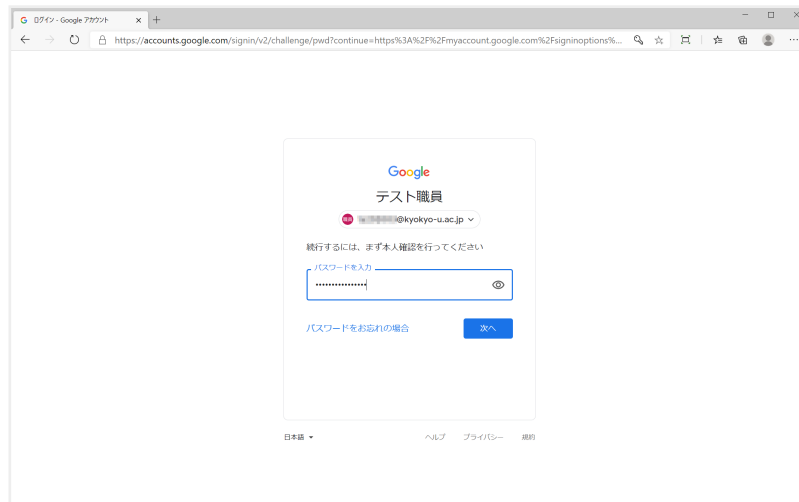 ログイン - Google アカウント
https://accounts.google.com/signin/v2/challenge/pwd?continue=https%3A%2F%2Fmyaccount.google.com%2Fsigninoptions%...
Google
テスト職員
@kyokyo-u.ac.jp
続行するには、まず本人確認を行ってください
パスワードを入力
•••••••••••••••
パスワードをお忘れの場合
次へ
日本語
ヘルプ プライバシー 規約